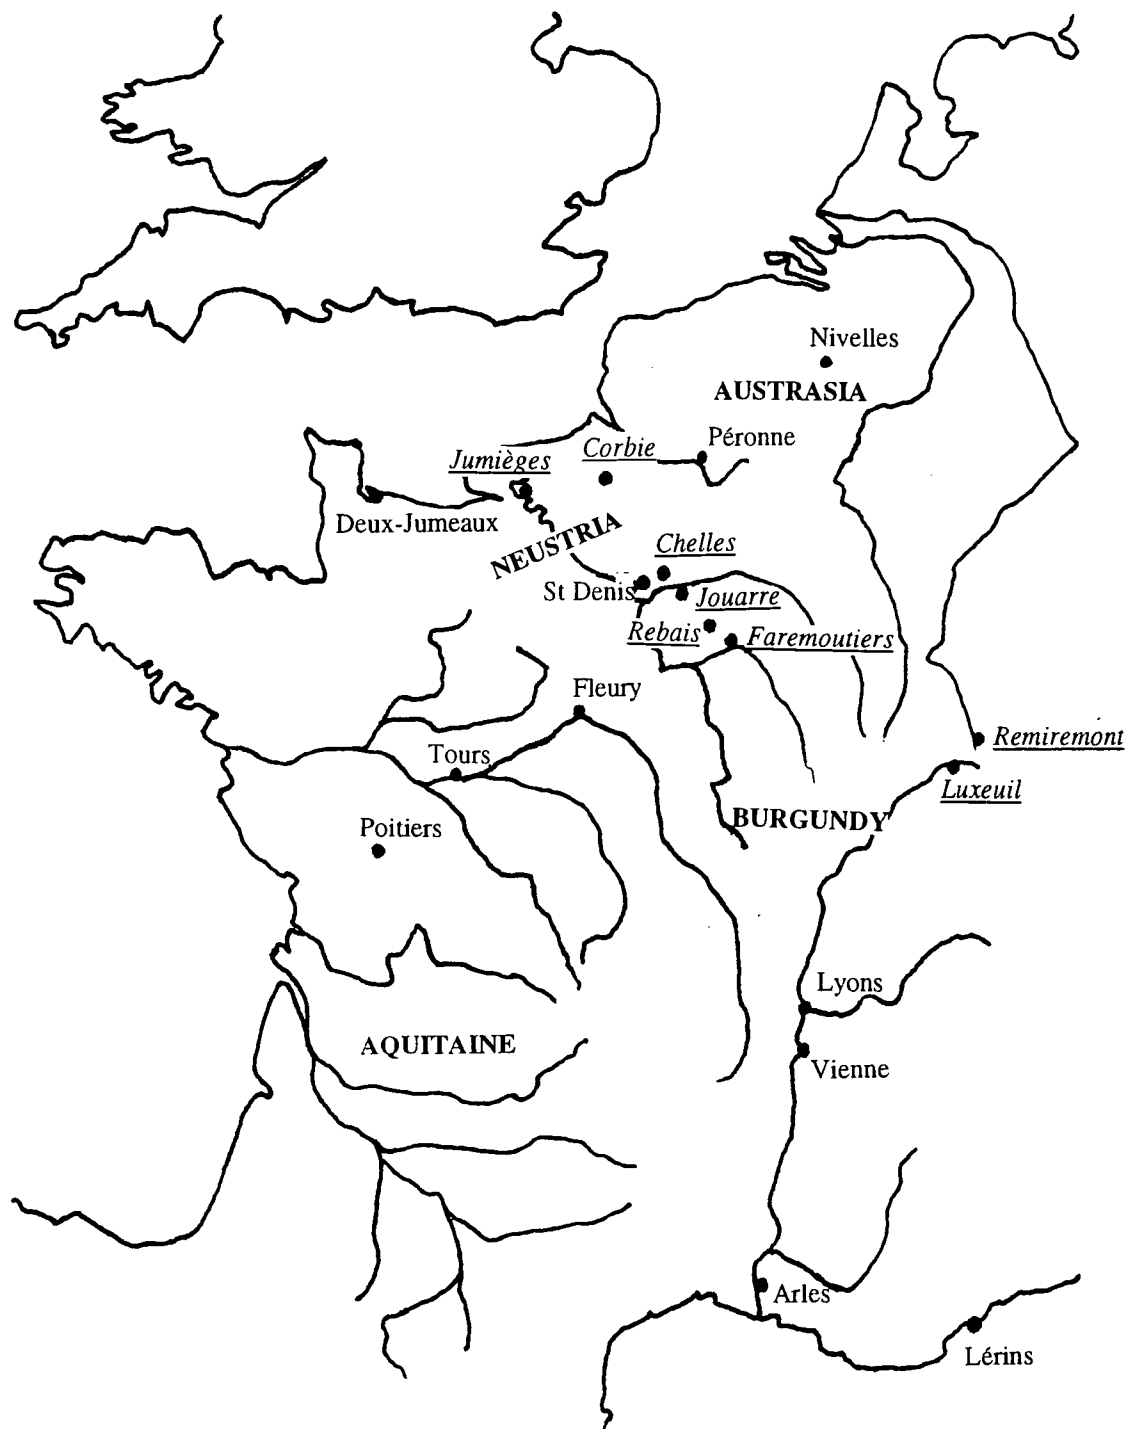 Nivelles
AUSTRASIA
Péronne
Corbie
Jumièges
Deux-Jumeaux
NEUSTRIA
Chelles
St Denis
Jouarre
Rebais
Faremoutiers
Fleury
Remiremont
Tours
Luxeuil
BURGUNDY
Poitiers
Lyons
AQUITAINE
Vienne
Arles
Lérins